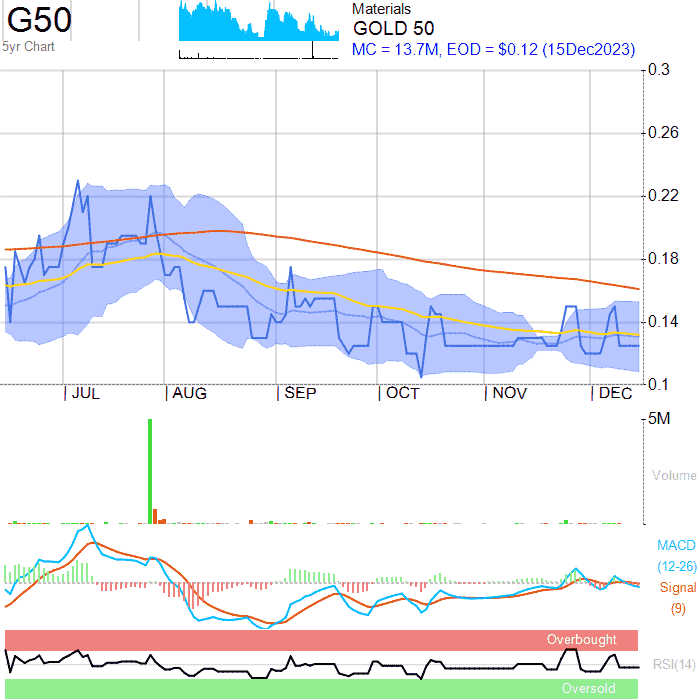 G50
5yr Chart
Materials
GOLD 50
MC = 13.7M, EOD = $0.12 (15Dec2023)
0.3
0.26
0.22
0.18
0.14
0.1
JUL
AUG
SEP
OCT
NOV
DEC
5M
Volume
MACD
(12-26)
Signal
(9)
Overbought
RSI(14)
Oversold